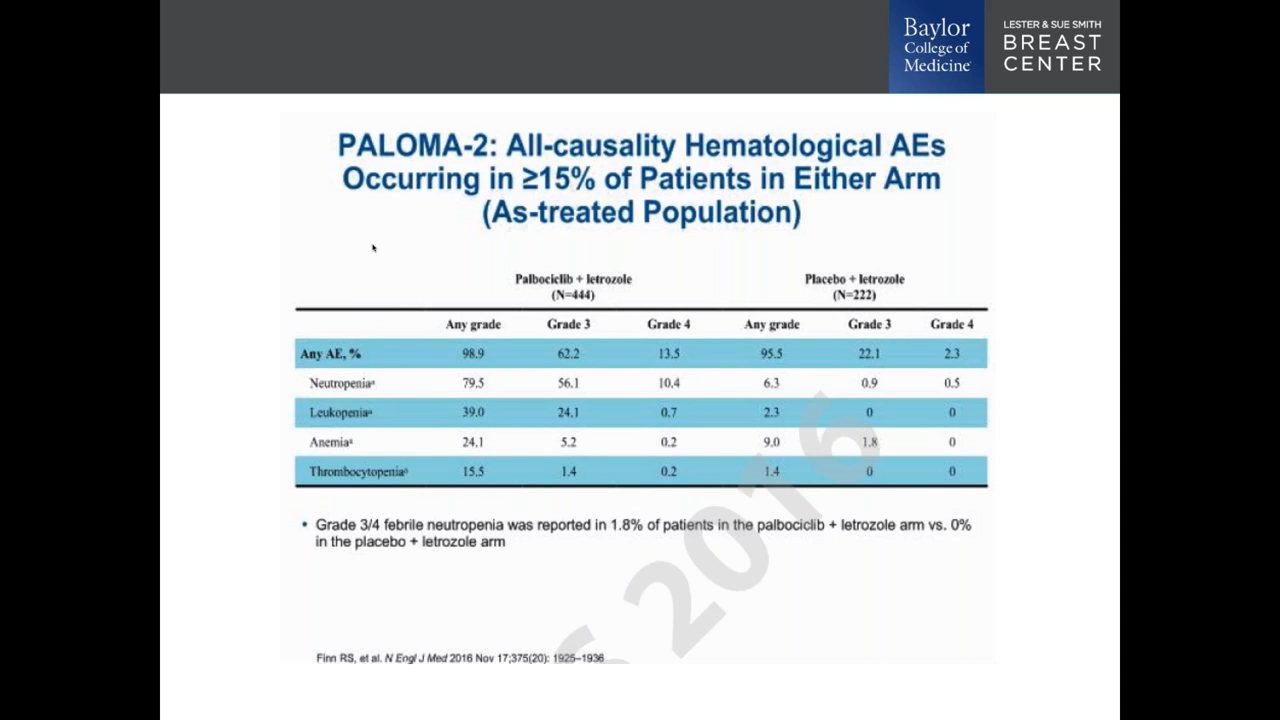 Baylor
College of
Medicine
LESTER & SUE SMITH
BREAST
CENTER
PALOMA-2: All-causality Hematological AEs
Occurring in ≥15% of Patients in Either Arm
(As-treated Population)
Palbociclib + letrozole Placebo + letrozole
(N=444) (N=222)
Any grade Grade 3 Grade 4 Any grade Grade 3 Grade 4
Any AE, % 98.9 62.2 13.5 95.5 22.1 2.3
Neutropeniaᵃ 79.5 56.1 10.4 6.3 0.9 0.5
Leukopeniaᵃ 39.0 24.1 0.7 2.3 0 0
Anemiaᵃ 24.1 5.2 0.2 9.0 1.8 0
Thrombocytopeniaᵃ 15.5 1.4 0.2 1.4 0 0
• Grade 3/4 febrile neutropenia was reported in 1.8% of patients in the palbociclib + letrozole arm vs. 0%
in the placebo + letrozole arm
S 2016
Finn RS, et al. N Engl J Med 2016 Nov 17;375(20): 1925–1936